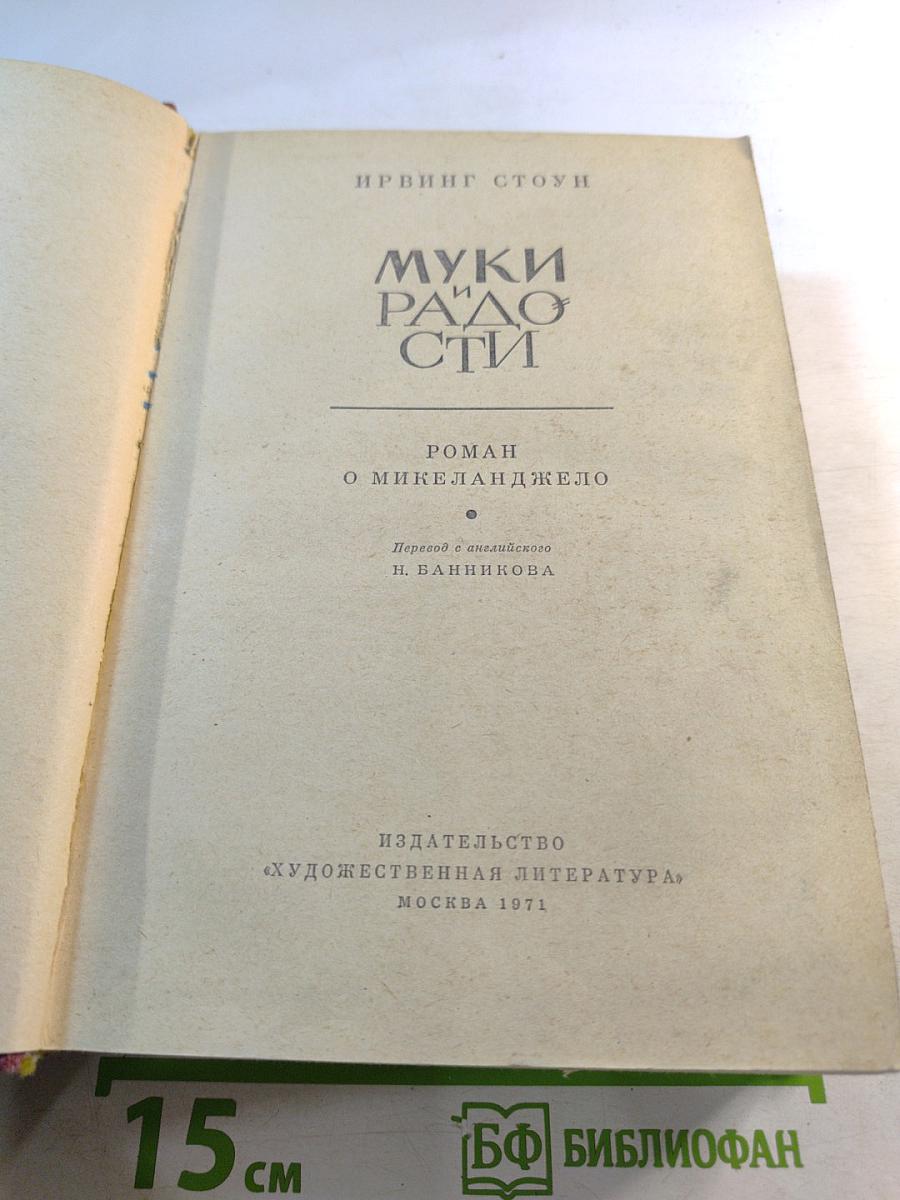 ИРВИНГ СТОУН
МУКИ
И
РАДО-
СТИ
РОМАН
О МИКЕЛАНДЖЕЛО
Перевод с английского
Н. БАННИКОВА
ИЗДАТЕЛЬСТВО
«ХУДОЖЕСТВЕННАЯ ЛИТЕРАТУРА»
МОСКВА 1971
15 см
БФ БИБЛИОФАН